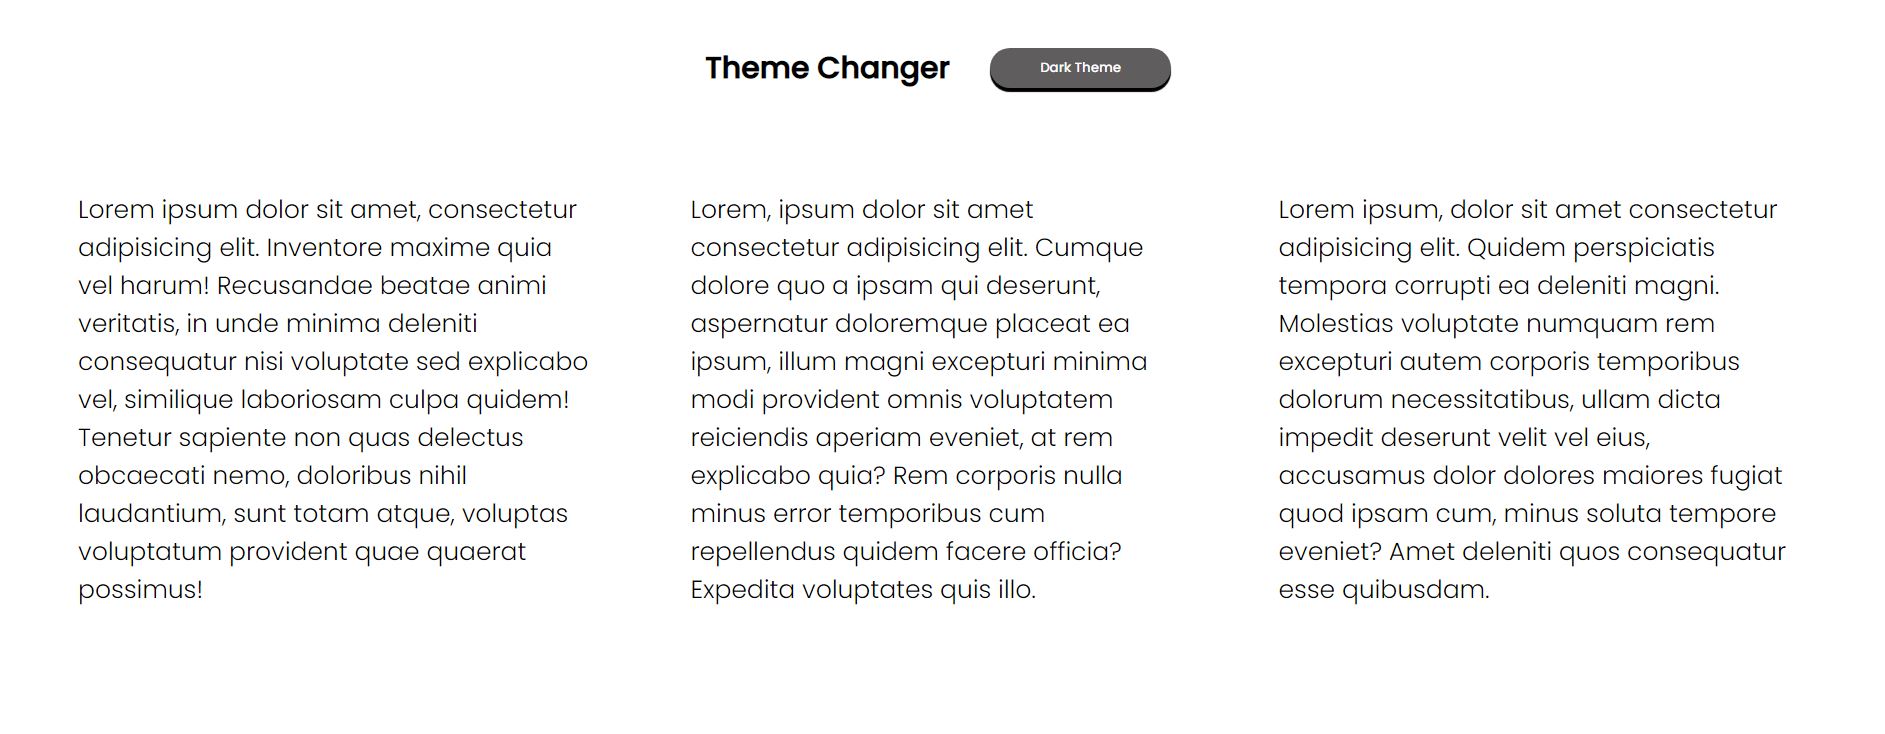 Theme Changer
Dark Theme
Lorem ipsum dolor sit amet, consectetur
adipisicing elit. Inventore maxime quia
vel harum! Recusandae beatae animi
veritatis, in unde minima deleniti
consequatur nisi voluptate sed explicabo
vel, similique laboriosam culpa quidem!
Tenetur sapiente non quas delectus
obcaecati nemo, doloribus nihil
laudantium, sunt totam atque, voluptas
voluptatum provident quae quaerat
possimus!
Lorem, ipsum dolor sit amet
consectetur adipisicing elit. Cumque
dolore quo a ipsam qui deserunt,
aspernatur doloremque placeat ea
ipsum, illum magni excepturi minima
modi provident omnis voluptatem
reiciendis aperiam eveniet, at rem
explicabo quia? Rem corporis nulla
minus error temporibus cum
repellendus quidem facere officia?
Expedita voluptates quis illo.
Lorem ipsum, dolor sit amet consectetur
adipisicing elit. Quidem perspiciatis
tempora corrupti ea deleniti magni.
Molestias voluptate numquam rem
excepturi autem corporis temporibus
dolorum necessitatibus, ullam dicta
impedit deserunt velit vel eius,
accusamus dolor dolores maiores fugiat
quod ipsam cum, minus soluta tempore
eveniet? Amet deleniti quos consequatur
esse quibusdam.